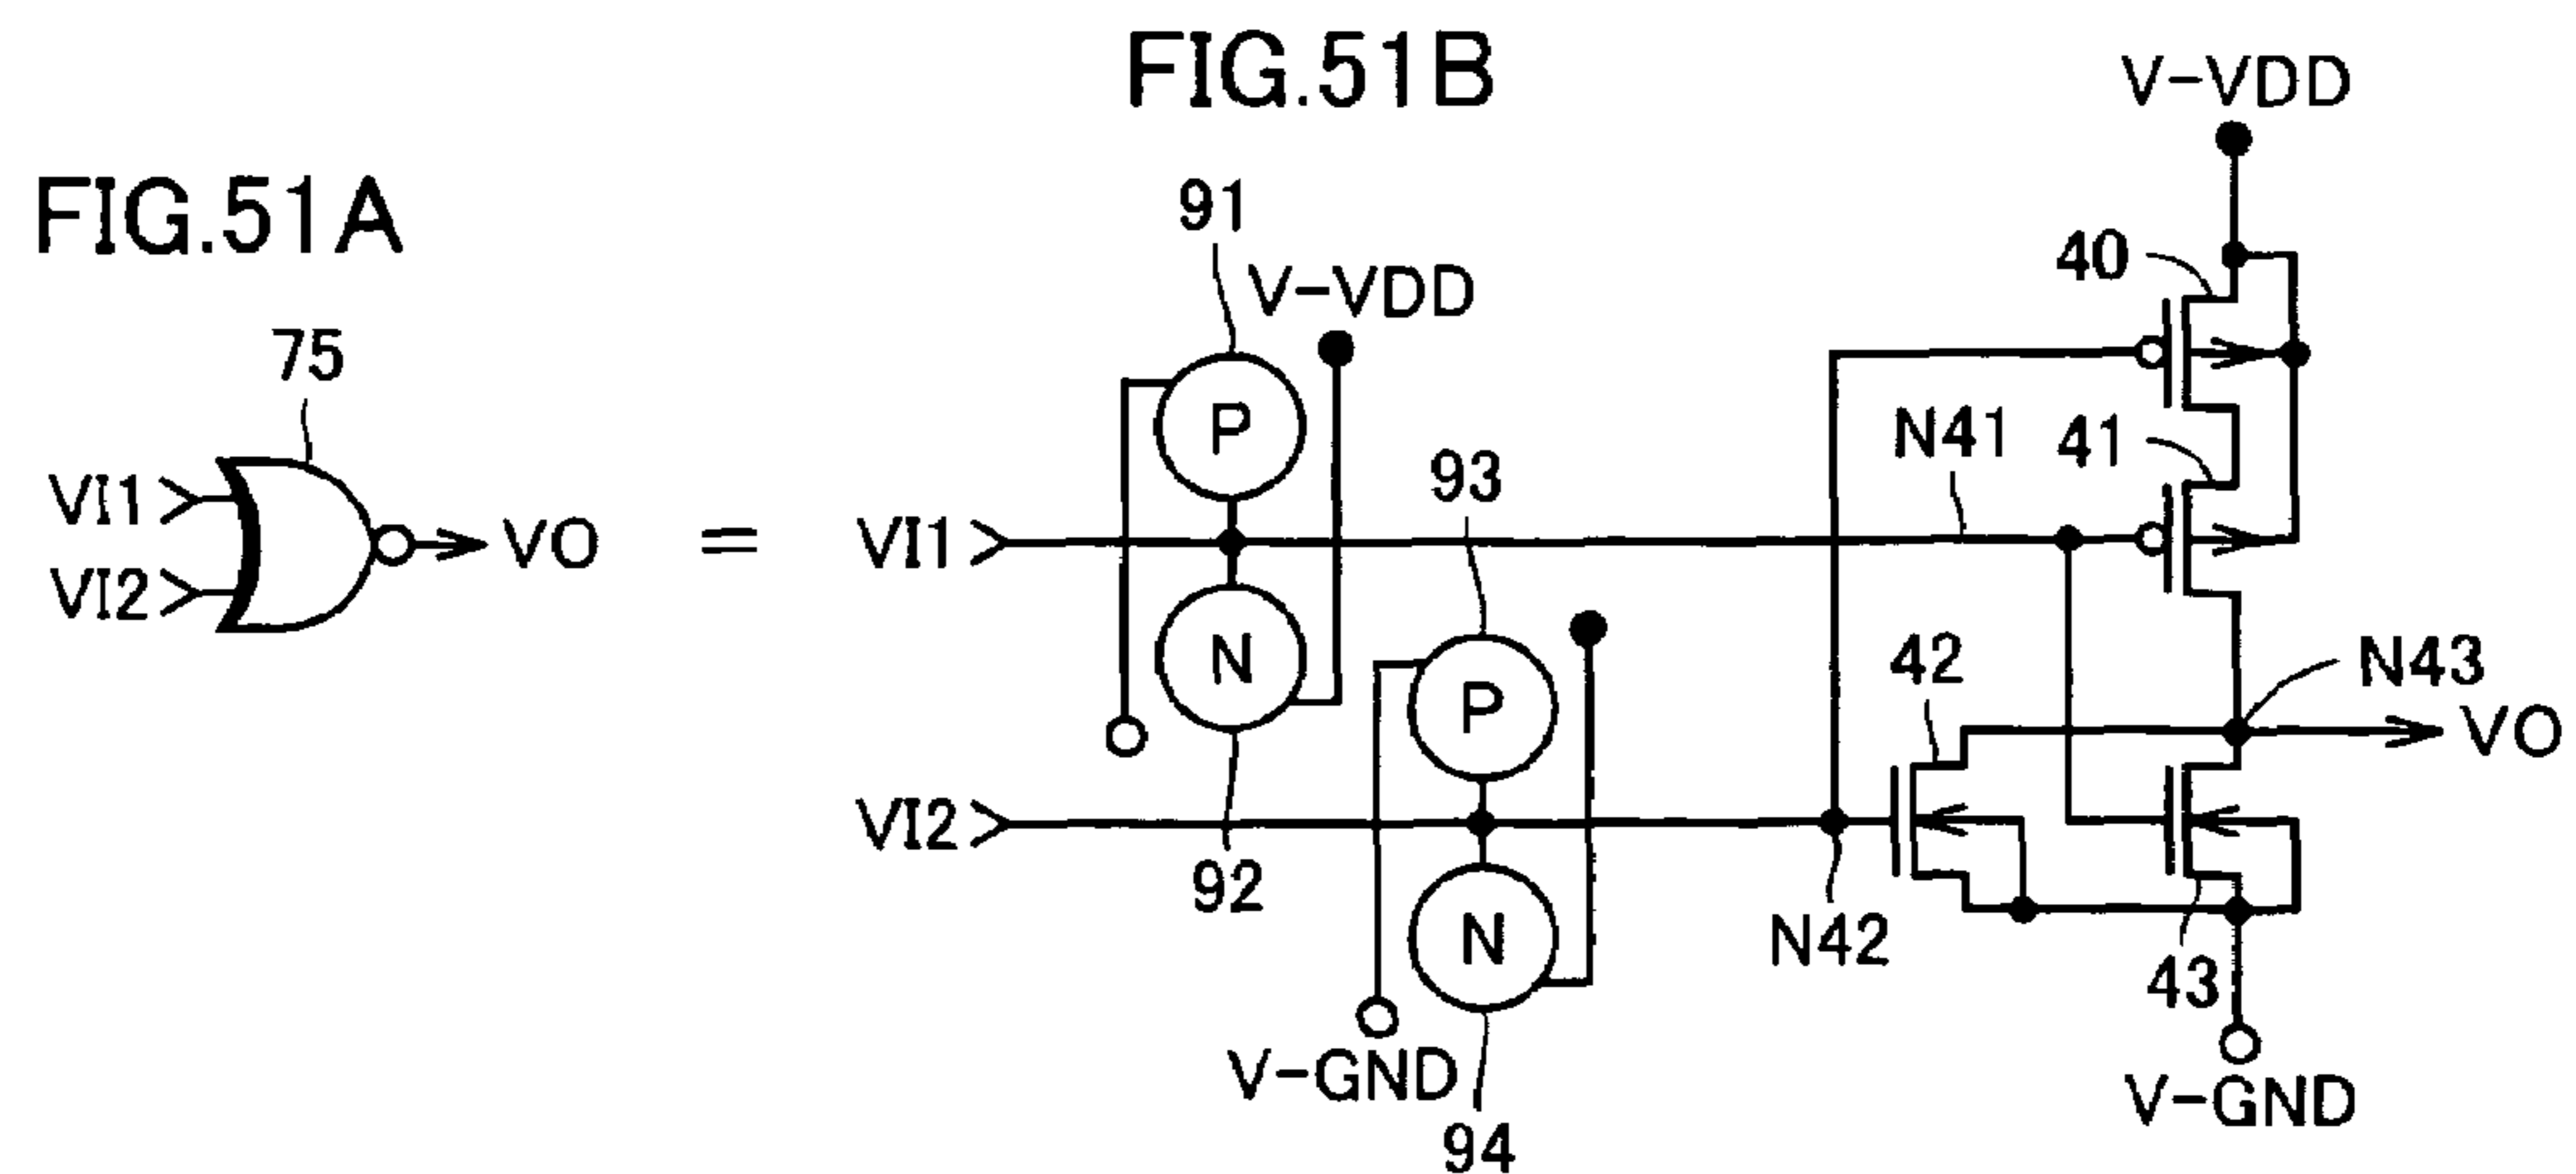 FIG.51A
75
VI1
VI2
VO
=
FIG.51B
91
V-VDD
P
VI1
N
92
93
P
VI2
N
V-GND
94
V-VDD
40
N41
41
42
N43
VO
N42
43
V-GND